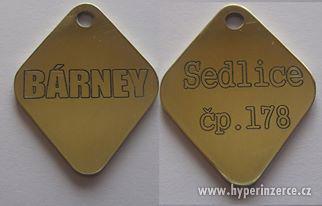 BÁRNEY
Sedlice
čp.178
www.hyperinzerce.cz